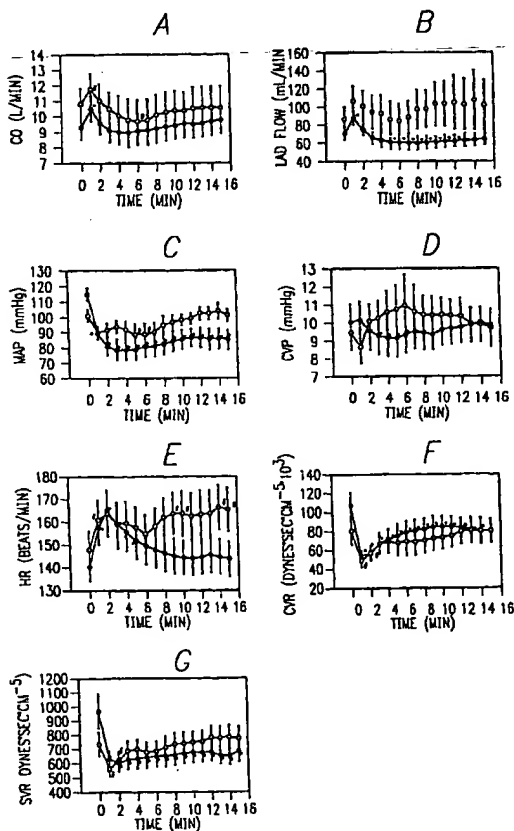 A
CO (L/MIN)
14
13
12
11
10
9
8
7
0 2 4 6 8 10 12 14 16
TIME (MIN)
B
LAD FLOW (mL/MIN
160
140
120
100
80
60
40
0 2 4 6 8 10 12 14 16
TIME (MIN)
C
MAP (mmHg)
130
120
110
100
90
80
70
60
0 2 4 6 8 10 12 14 16
TIME (MIN)
D
CVP (mmHg)
13
12
11
10
9
8
7
0 2 4 6 8 10 12 14 16
TIME (MIN)
E
HR (BEATS/MIN)
180
170
160
150
140
130
0 2 4 6 8 10 12 14 16
TIME (MIN)
F
CVR (DYNES*SEC*CM-5*103)
140
120
100
80
60
40
20
0 2 4 6 8 10 12 14 16
TIME (MIN)
G
SVR DYNES*SEC*CM-5)
1200
1100
1000
900
800
700
600
500
400
0 2 4 6 8 10 12 14 16
TIME (MIN)